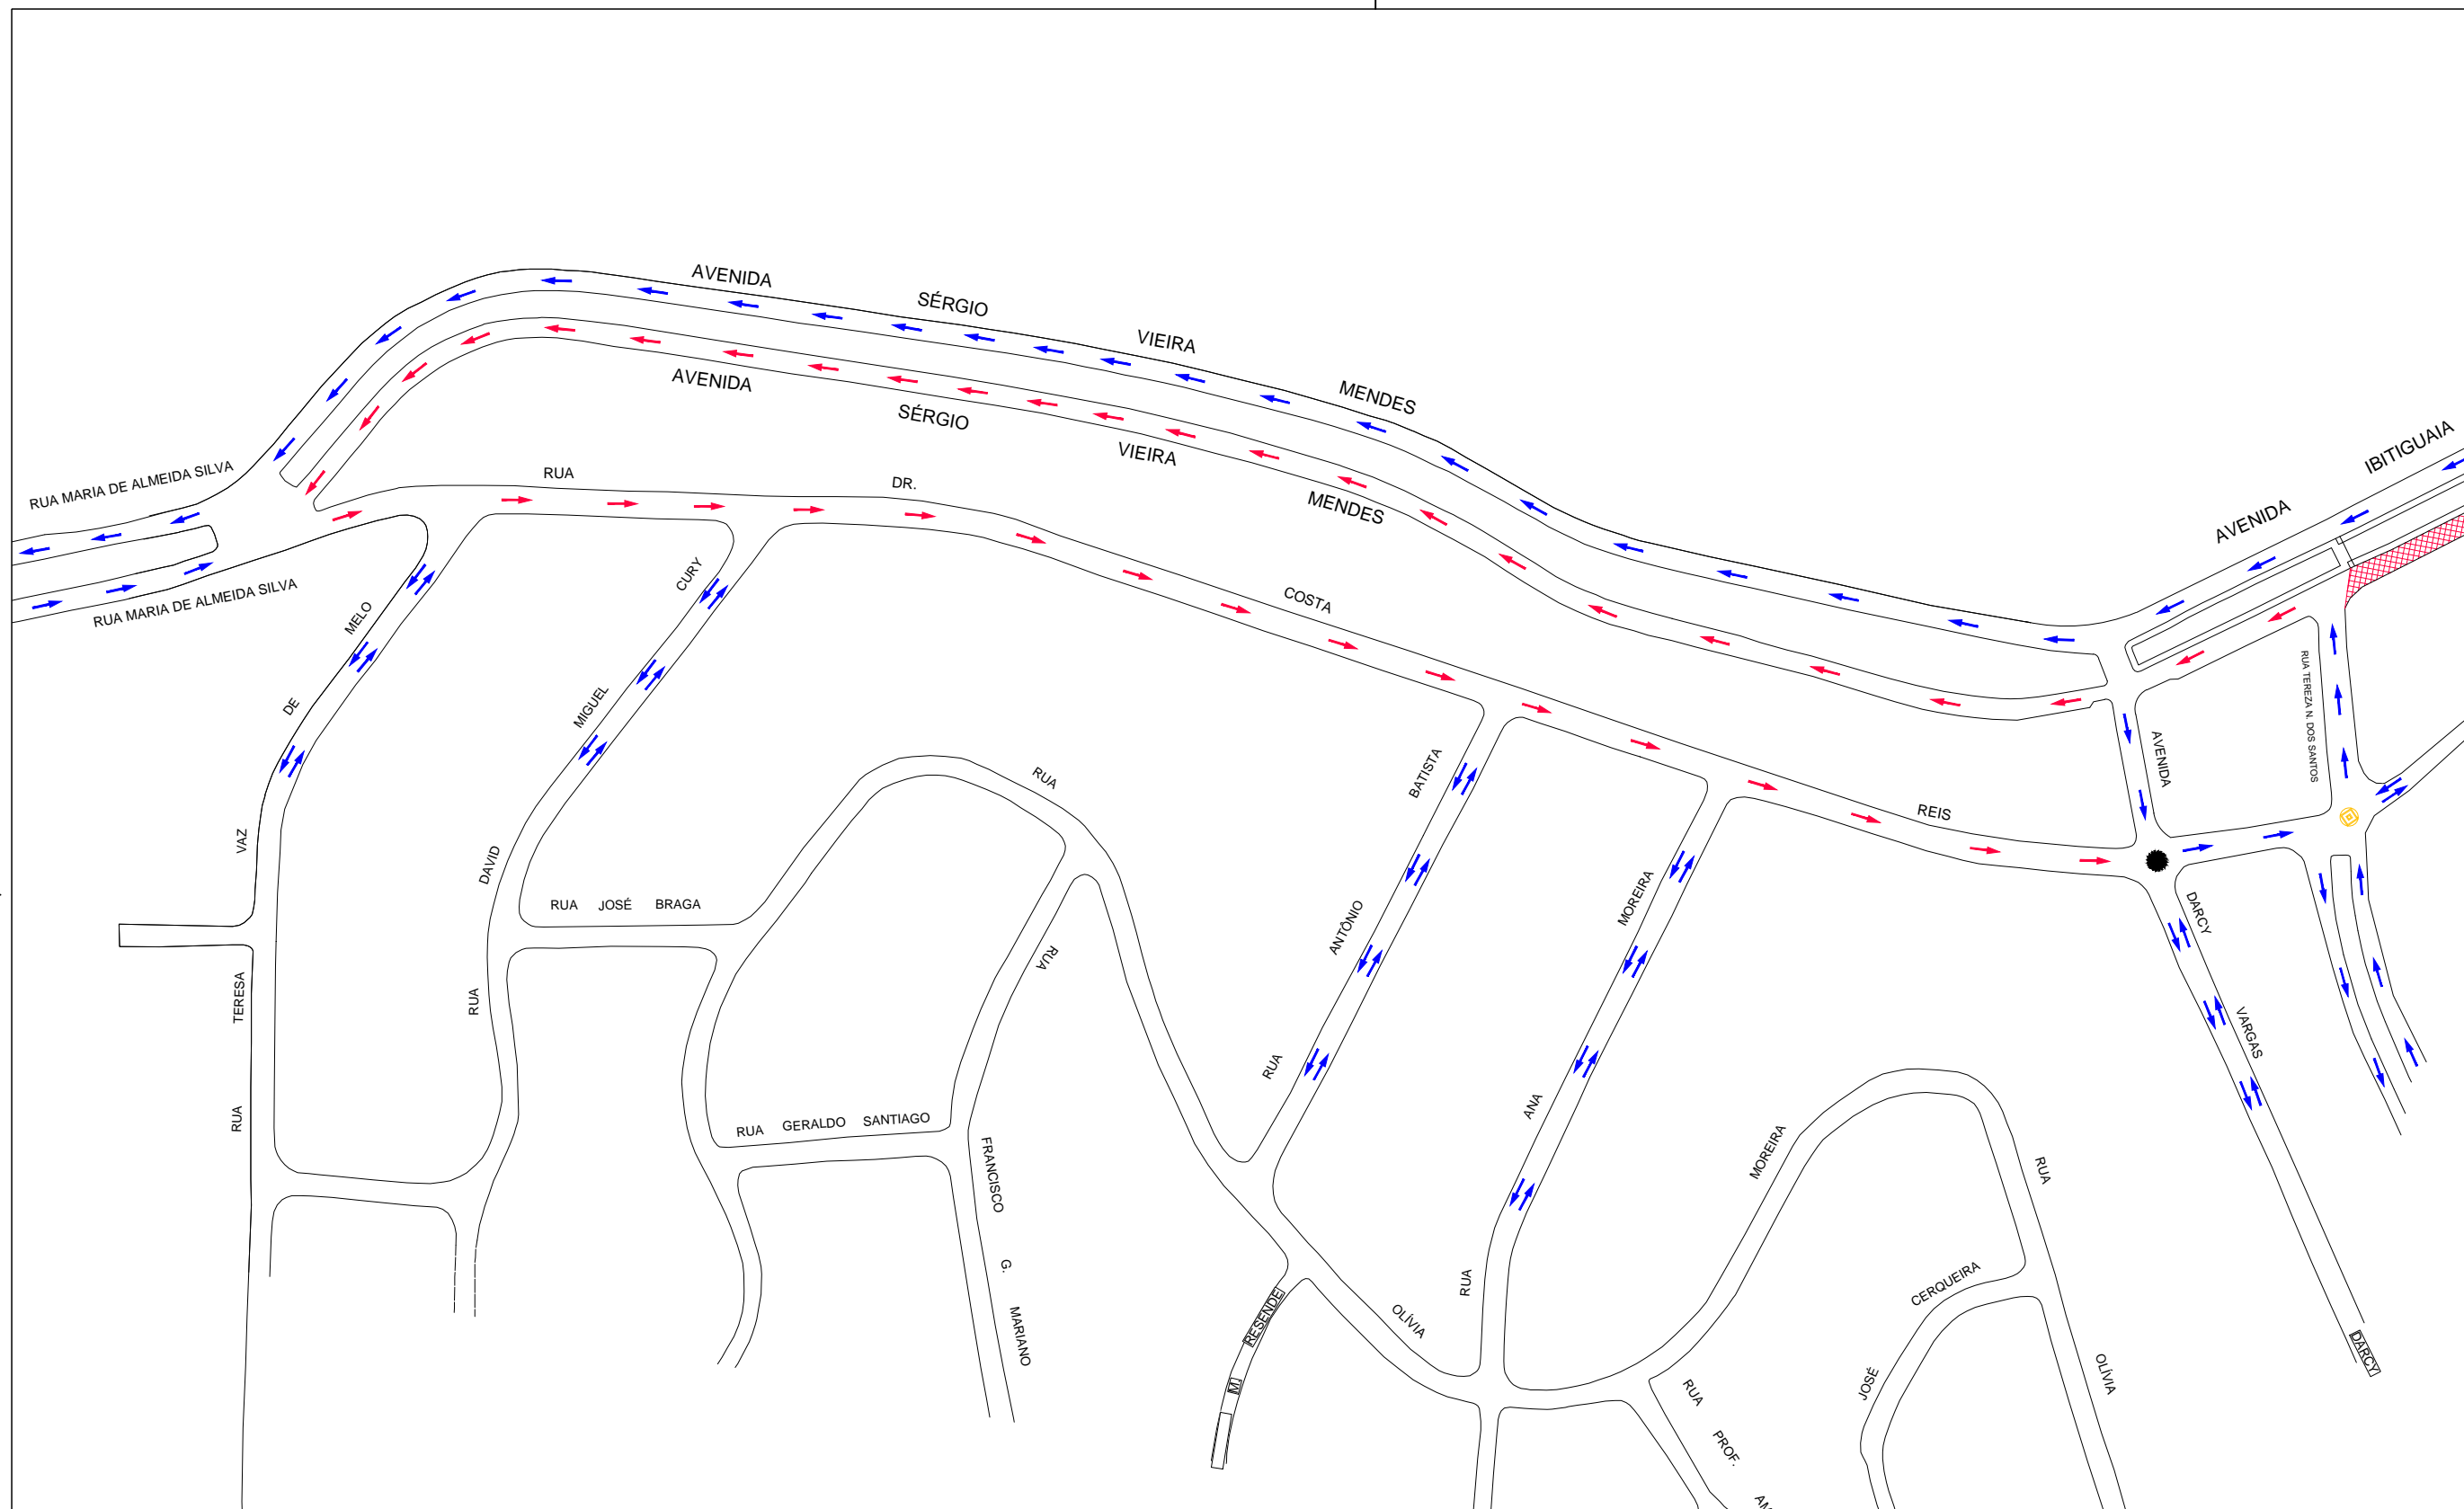 AVENIDA SÉRGIO VIEIRA MENDES
AVENIDA SÉRGIO VIEIRA MENDES
AVENIDA IBITIGUAIA
RUA MARIA DE ALMEIDA SILVA
RUA MARIA DE ALMEIDA SILVA
RUA DR. COSTA REIS
RUA TERESA VAZ DE MELO
RUA DAVID MIGUEL CURY
RUA JOSÉ BRAGA
RUA GERALDO SANTIAGO
RUA FRANCISCO G. MARIANO
RUA OLÍVIA
M. RESENDE
RUA ANTÔNIO BATISTA
RUA ANA MOREIRA
MOREIRA
RUA PROF.
JOSÉ CERQUEIRA
RUA OLÍVIA
AVENIDA DARCY VARGAS
DARCY
RUA TEREZA N. DOS SANTOS